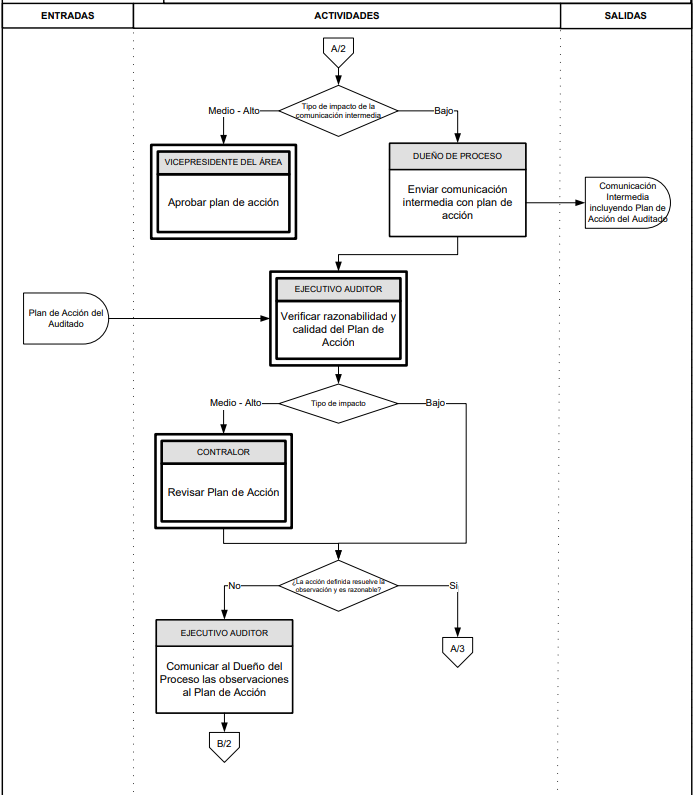 ENTRADAS
ACTIVIDADES
SALIDAS
A/2
Tipo de impacto de la
comunicación intermedia
Medio - Alto
Bajo
VICEPRESIDENTE DEL ÁREA
Aprobar plan de acción
DUEÑO DE PROCESO
Enviar comunicación
intermedia con plan de
acción
Comunicación
Intermedia
incluyendo Plan de
Acción del Auditado
EJECUTIVO AUDITOR
Verificar razonabilidad y
calidad del Plan de
Acción
Plan de Acción del
Auditado
Tipo de impacto
Medio - Alto
Bajo
CONTRALOR
Revisar Plan de Acción
¿La acción definida resuelve la
observación y es razonable?
No
Si
EJECUTIVO AUDITOR
Comunicar al Dueño del
Proceso las observaciones
al Plan de Acción
A/3
B/2